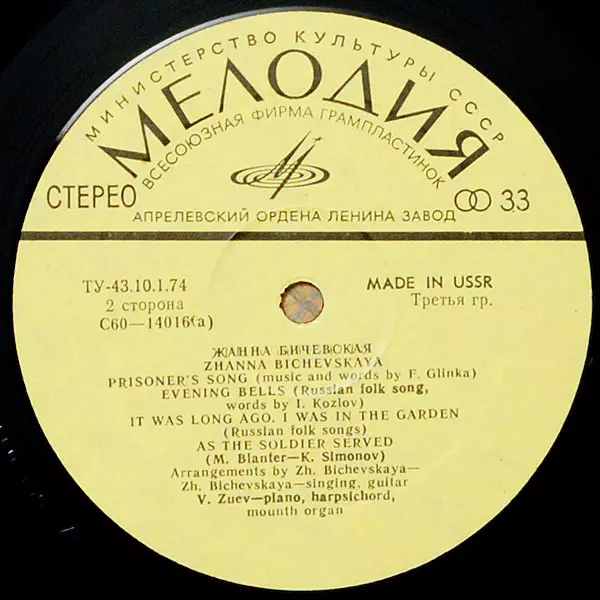 МИНИСТЕРСТВО КУЛЬТУРЫ СССР
МЕЛОДИЯ
ВСЕСОЮЗНАЯ ФИРМА ГРАМПЛАСТИНОК
СТЕРЕО
33
АПРЕЛЕВСКИЙ ОРДЕНА ЛЕНИНА ЗАВОД
ТУ-43.10.1.74
MADE IN USSR
2 сторона
Третья гр.
С60—14016(а)
ЖАННА БИЧЕВСКАЯ
ZHANNA BICHEVSKAYA
PRISONER'S SONG (music and words by F. Glinka)
EVENING BELLS (Russian folk song,
words by I. Kozlov)
IT WAS LONG AGO. I WAS IN THE GARDEN
(Russian folk songs)
AS THE SOLDIER SERVED
(M. Blanter—K. Simonov)
Arrangements by Zh. Bichevskaya—
Zh. Bichevskaya—singing, guitar
V. Zuev—piano, harpsichord,
mounth organ